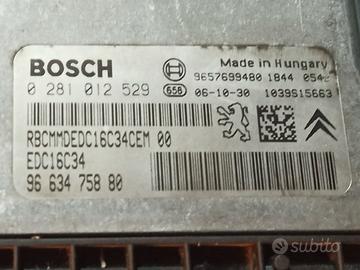 BOSCH
Made in Hungary
0 281 012 529
9657699480 1844 0542
658
06-10-30 1039S15663
RBCMMDEDC16C34CEM 00
EDC16C34
96 634 758 80
subito